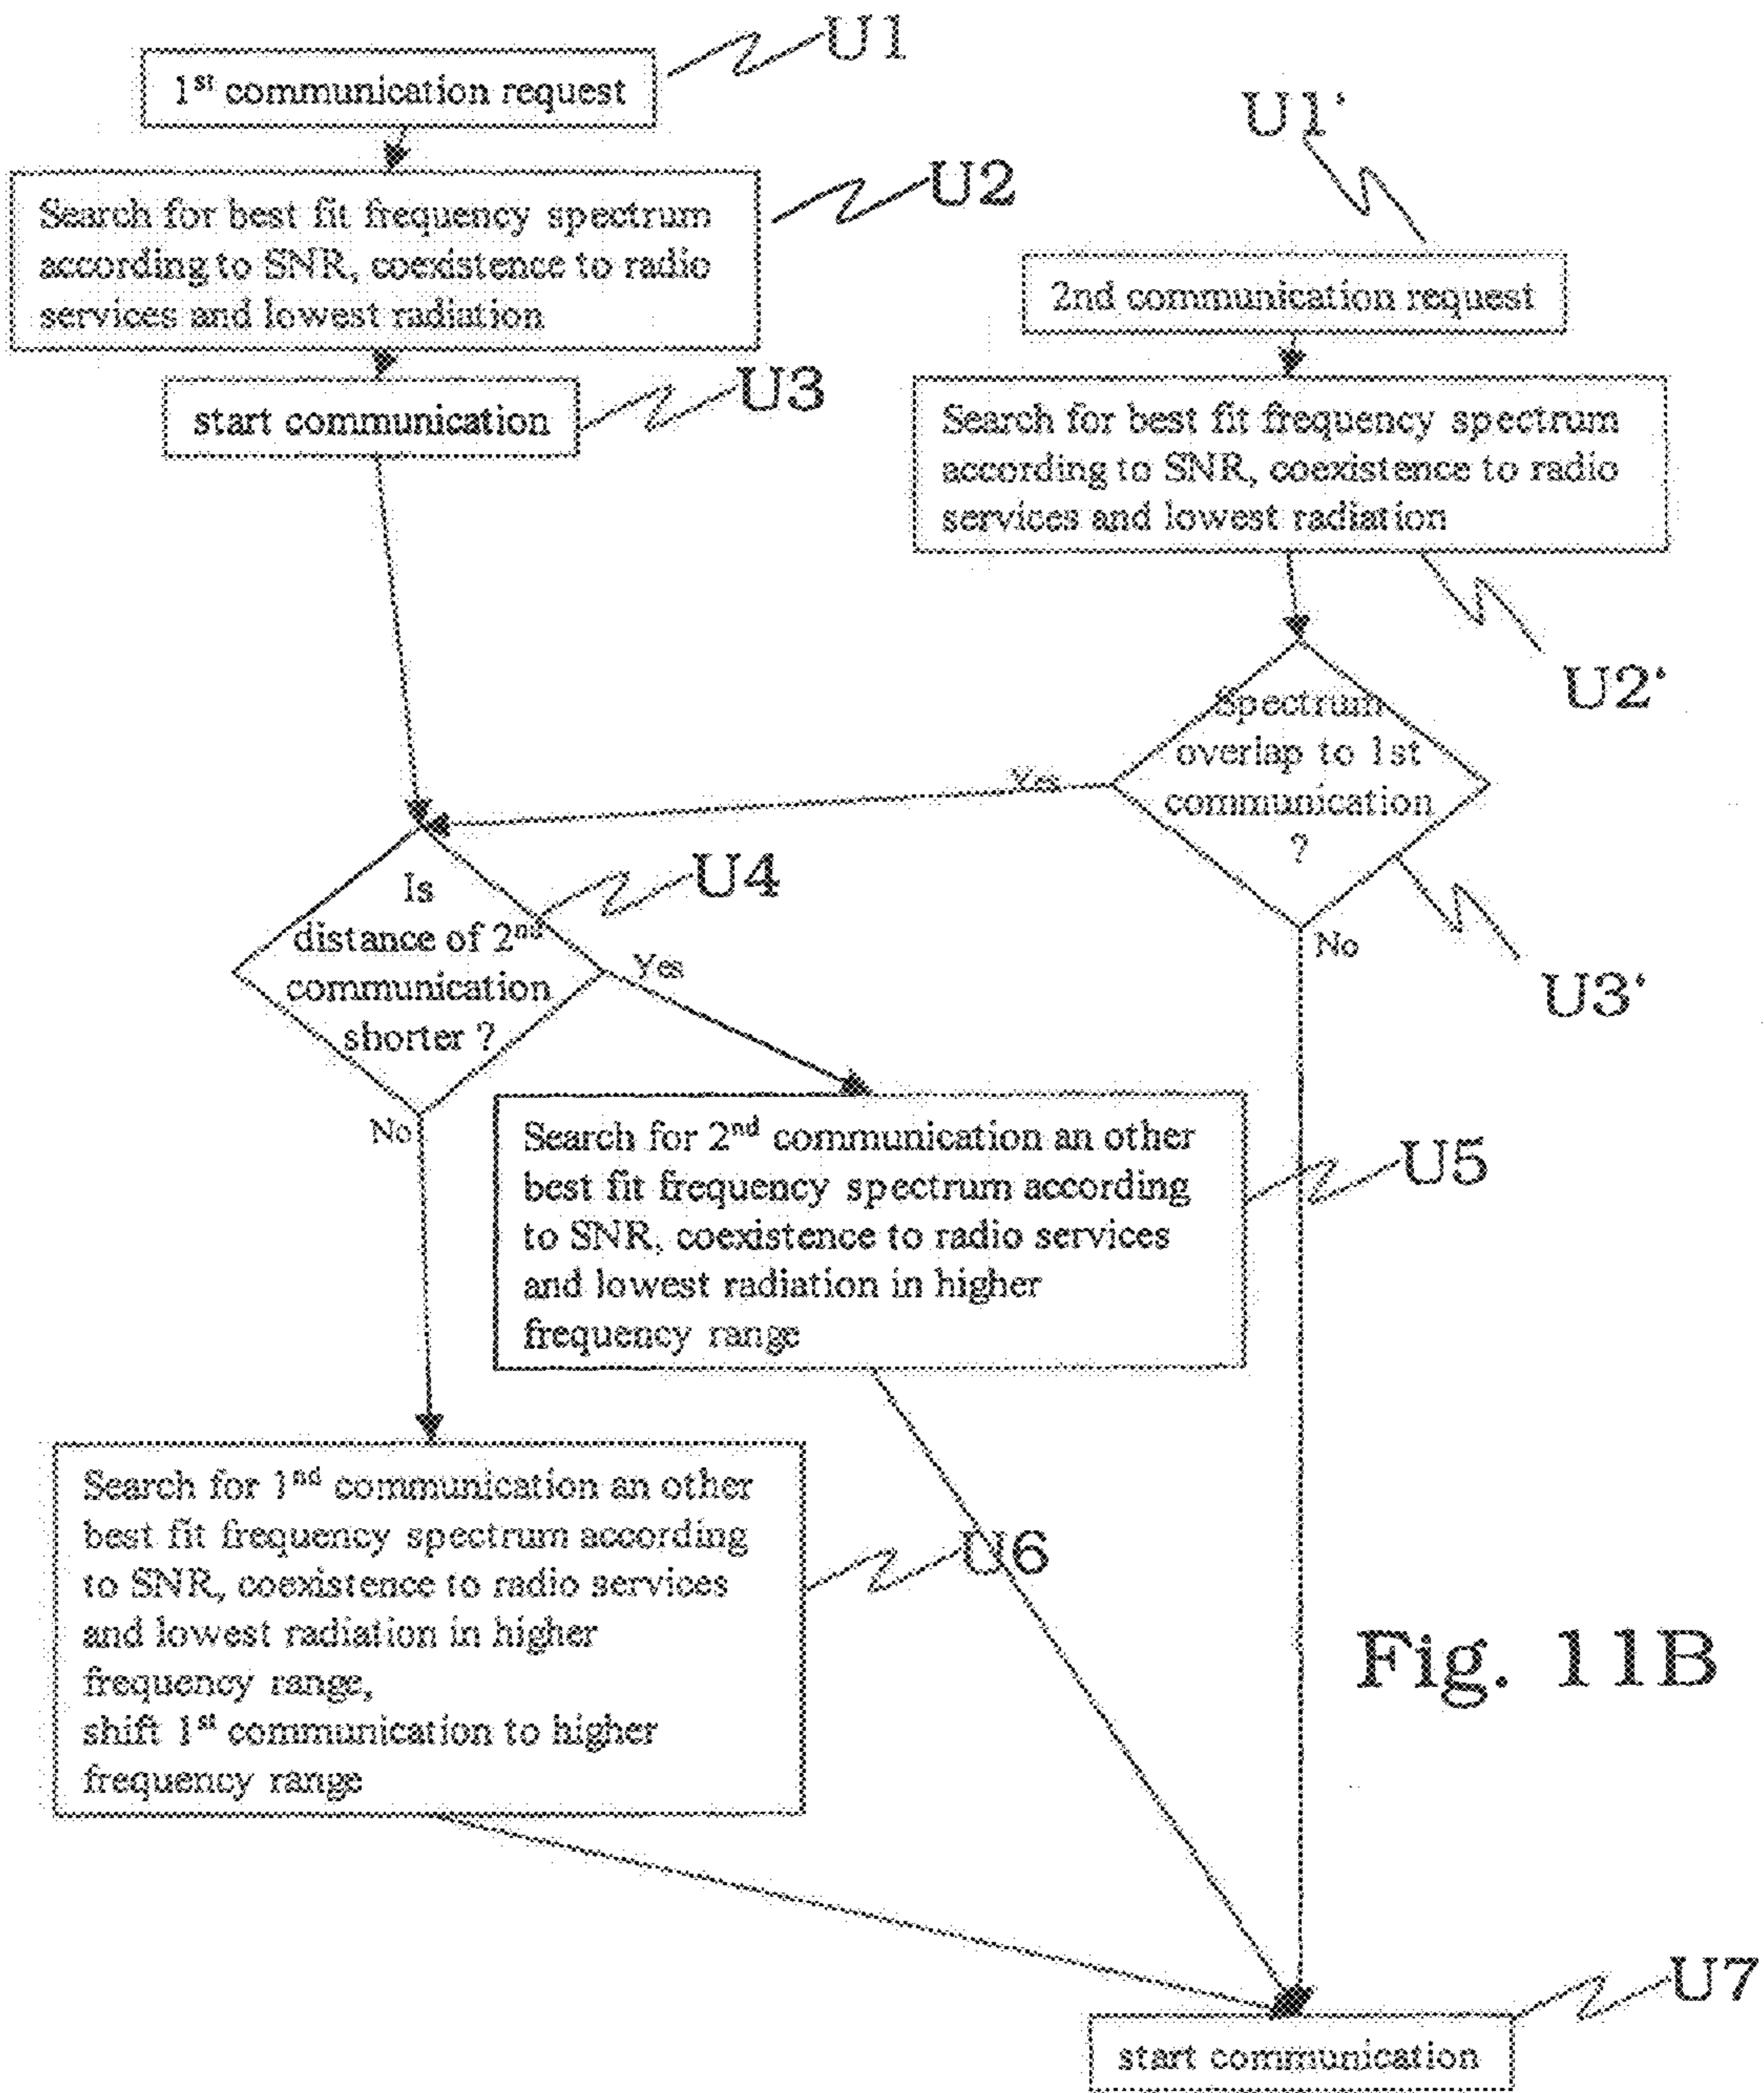 U1
1st communication request
U1'
U2
Search for best fit frequency spectrum
according to SNR, coexistence to radio
services and lowest radiation
2nd communication request
U3
start communication
Search for best fit frequency spectrum
according to SNR, coexistence to radio
services and lowest radiation
U2'
Spectrum
overlap to 1st
communication
?
Yes
U4
Is
distance of 2nd
communication
shorter ?
Yes
No
U3'
No
Search for 2nd communication an other
best fit frequency spectrum according
to SNR, coexistence to radio services
and lowest radiation in higher
frequency range
U5
Search for 1nd communication an other
best fit frequency spectrum according
to SNR, coexistence to radio services
and lowest radiation in higher
frequency range,
shift 1st communication to higher
frequency range
U6
Fig. 11B
U7
start communication